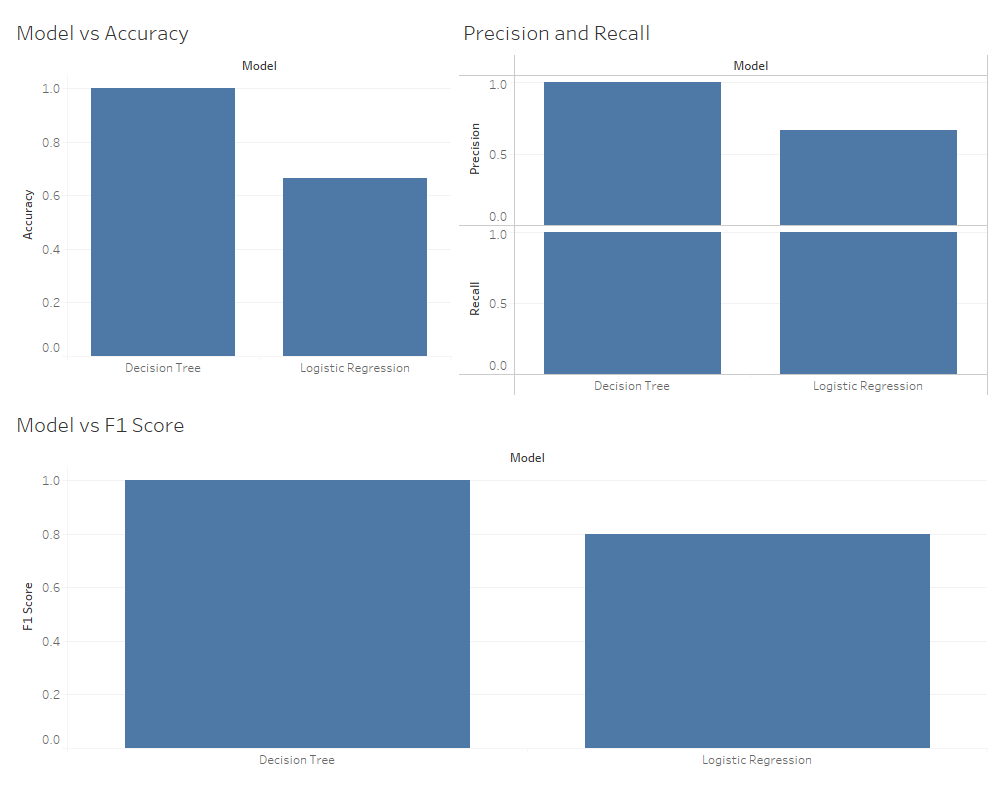 Model vs Accuracy
Model
Accuracy
1.0
0.8
0.6
0.4
0.2
0.0
Decision Tree
Logistic Regression
Precision and Recall
Model
Precision
1.0
0.5
0.0
Recall
1.0
0.5
0.0
Decision Tree
Logistic Regression
Model vs F1 Score
Model
F1 Score
1.0
0.8
0.6
0.4
0.2
0.0
Decision Tree
Logistic Regression